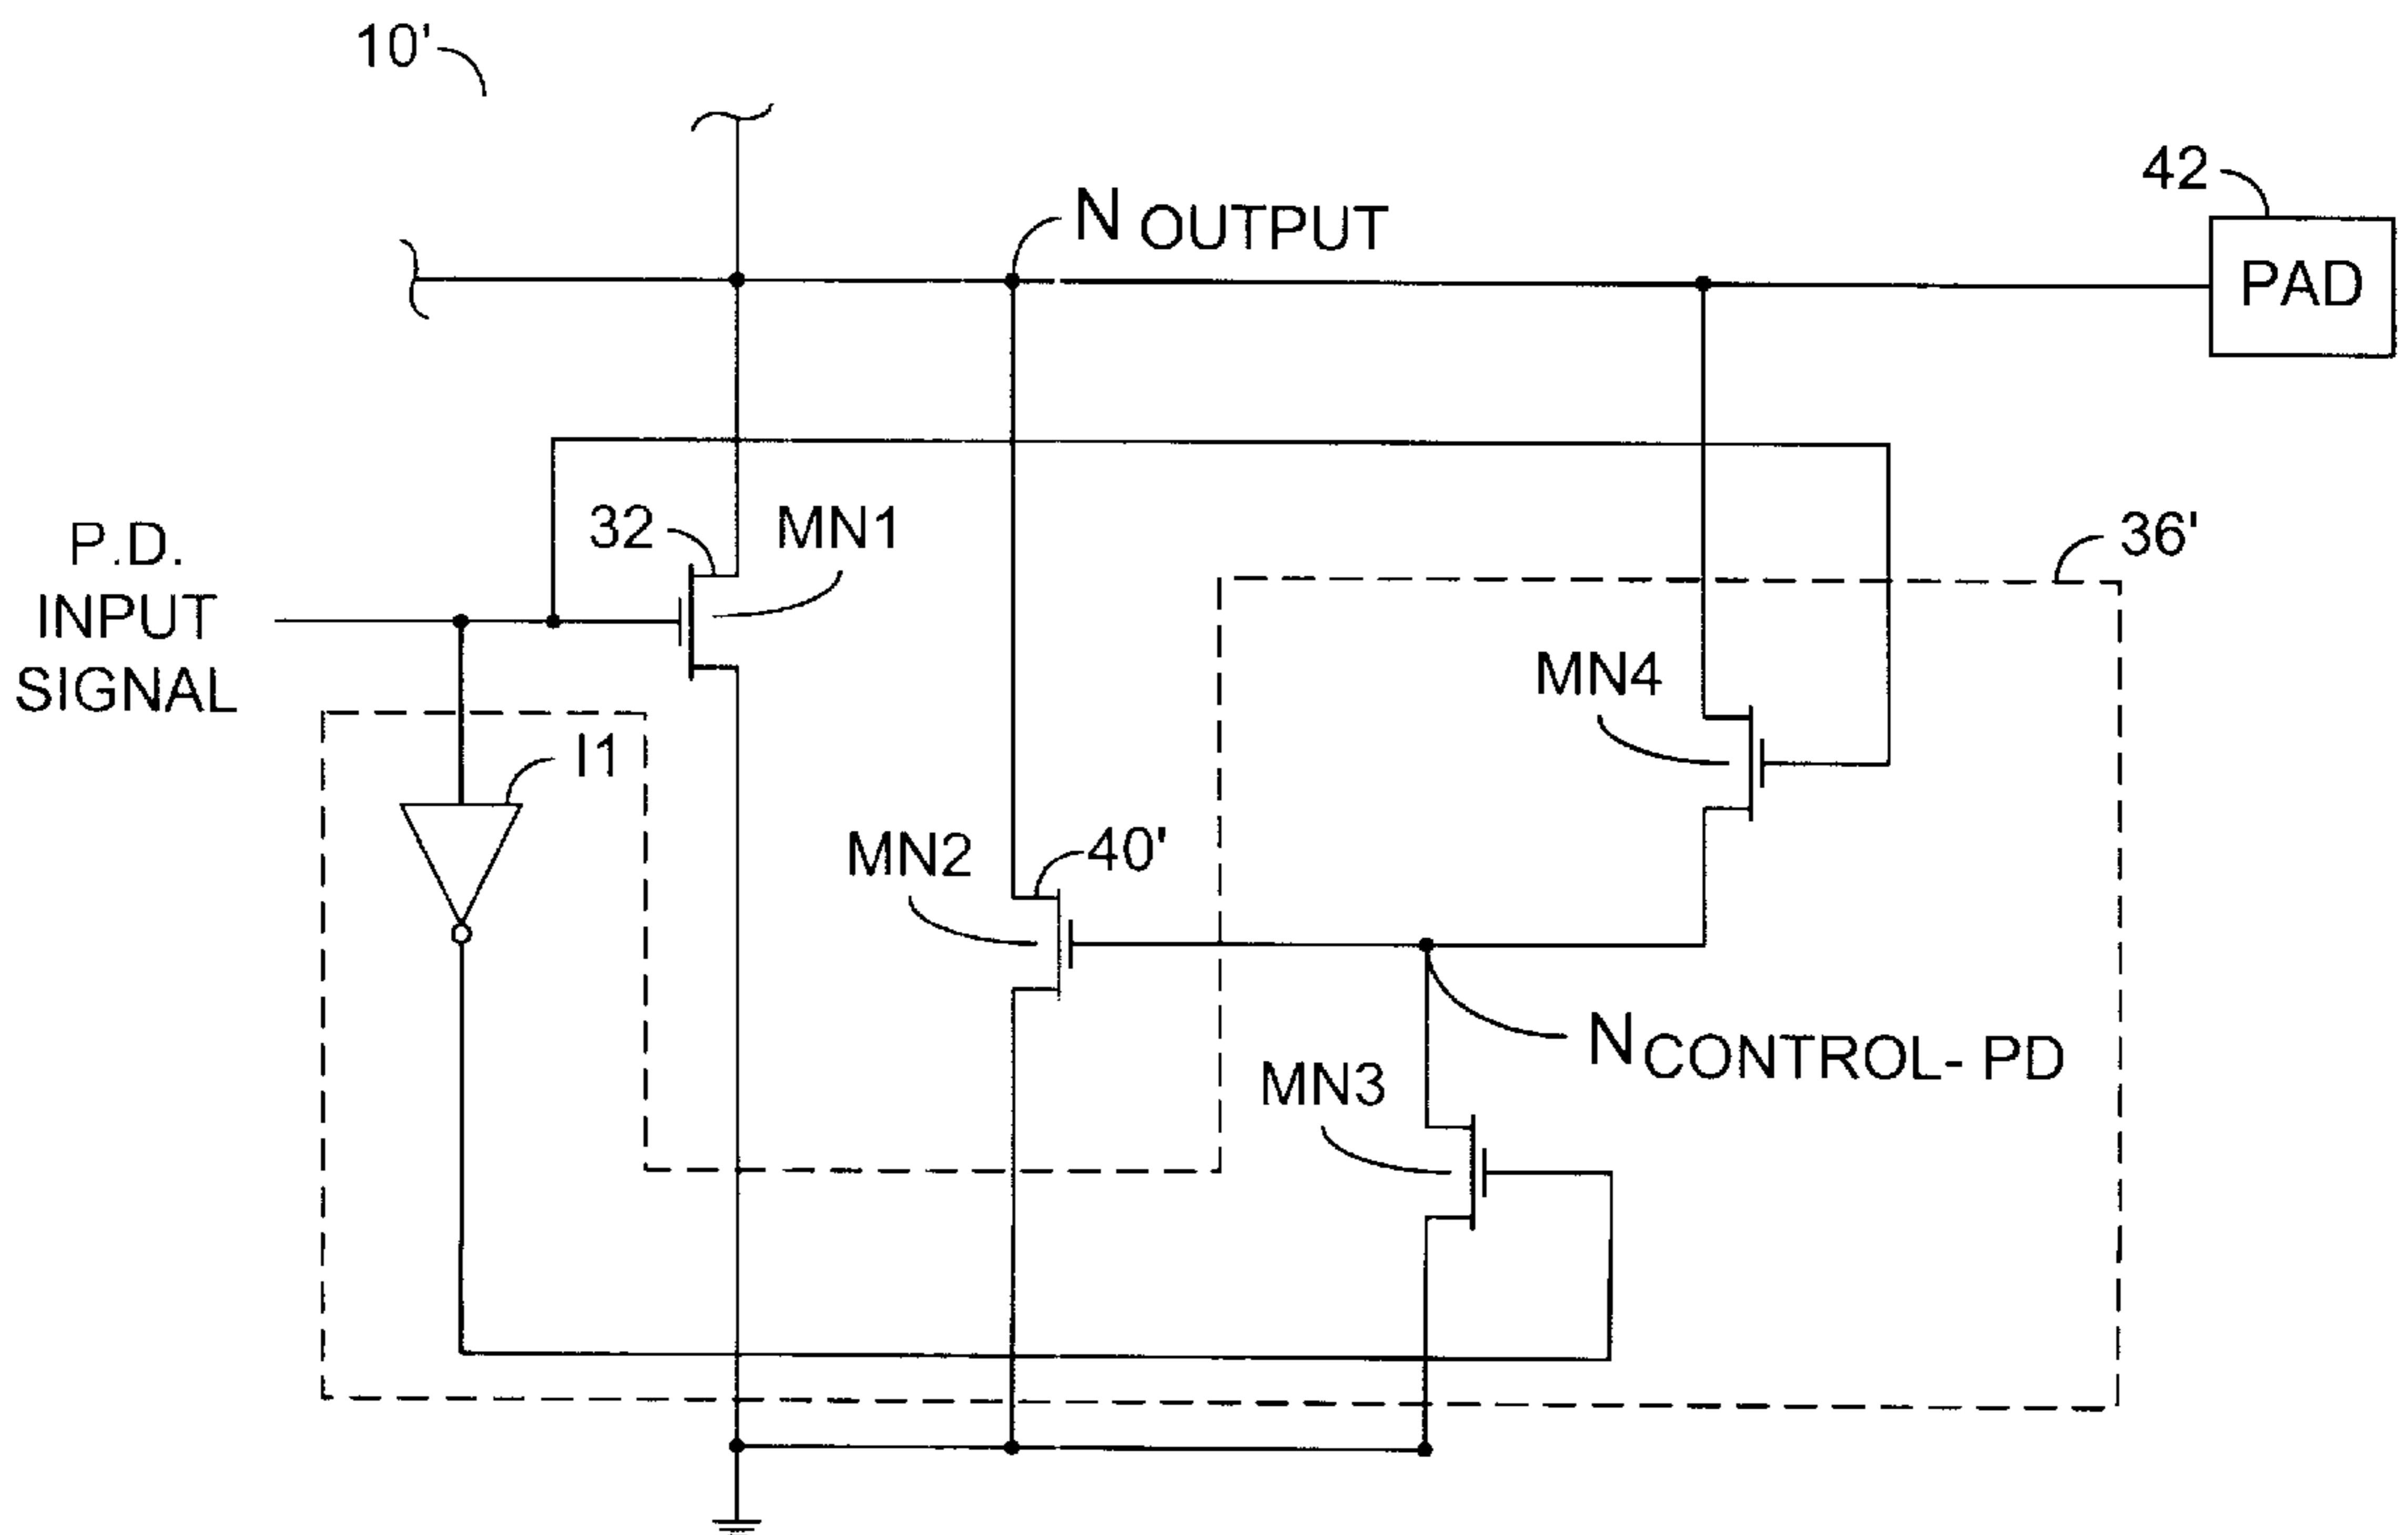 10'
42
N OUTPUT
PAD
32
MN1
P.D.
INPUT
SIGNAL
36'
MN4
I1
MN2
40'
N CONTROL- PD
MN3